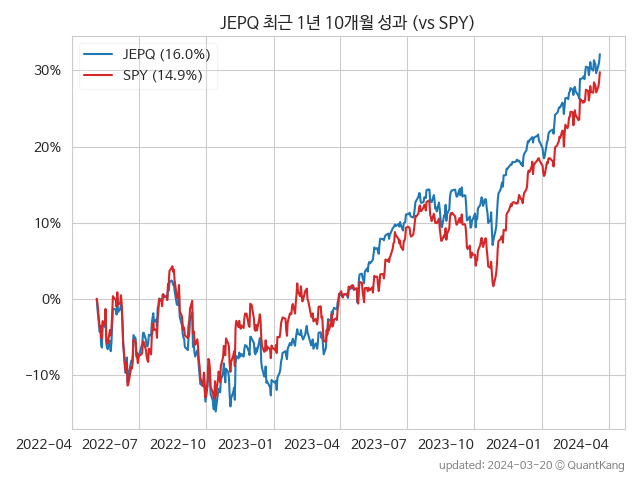 JEPQ 최근 1년 10개월 성과 (vs SPY)
JEPQ (16.0%)
SPY (14.9%)
30%
20%
10%
0%
−10%
2022-04 2022-07 2022-10 2023-01 2023-04 2023-07 2023-10 2024-01 2024-04
updated: 2024-03-20 © QuantKang